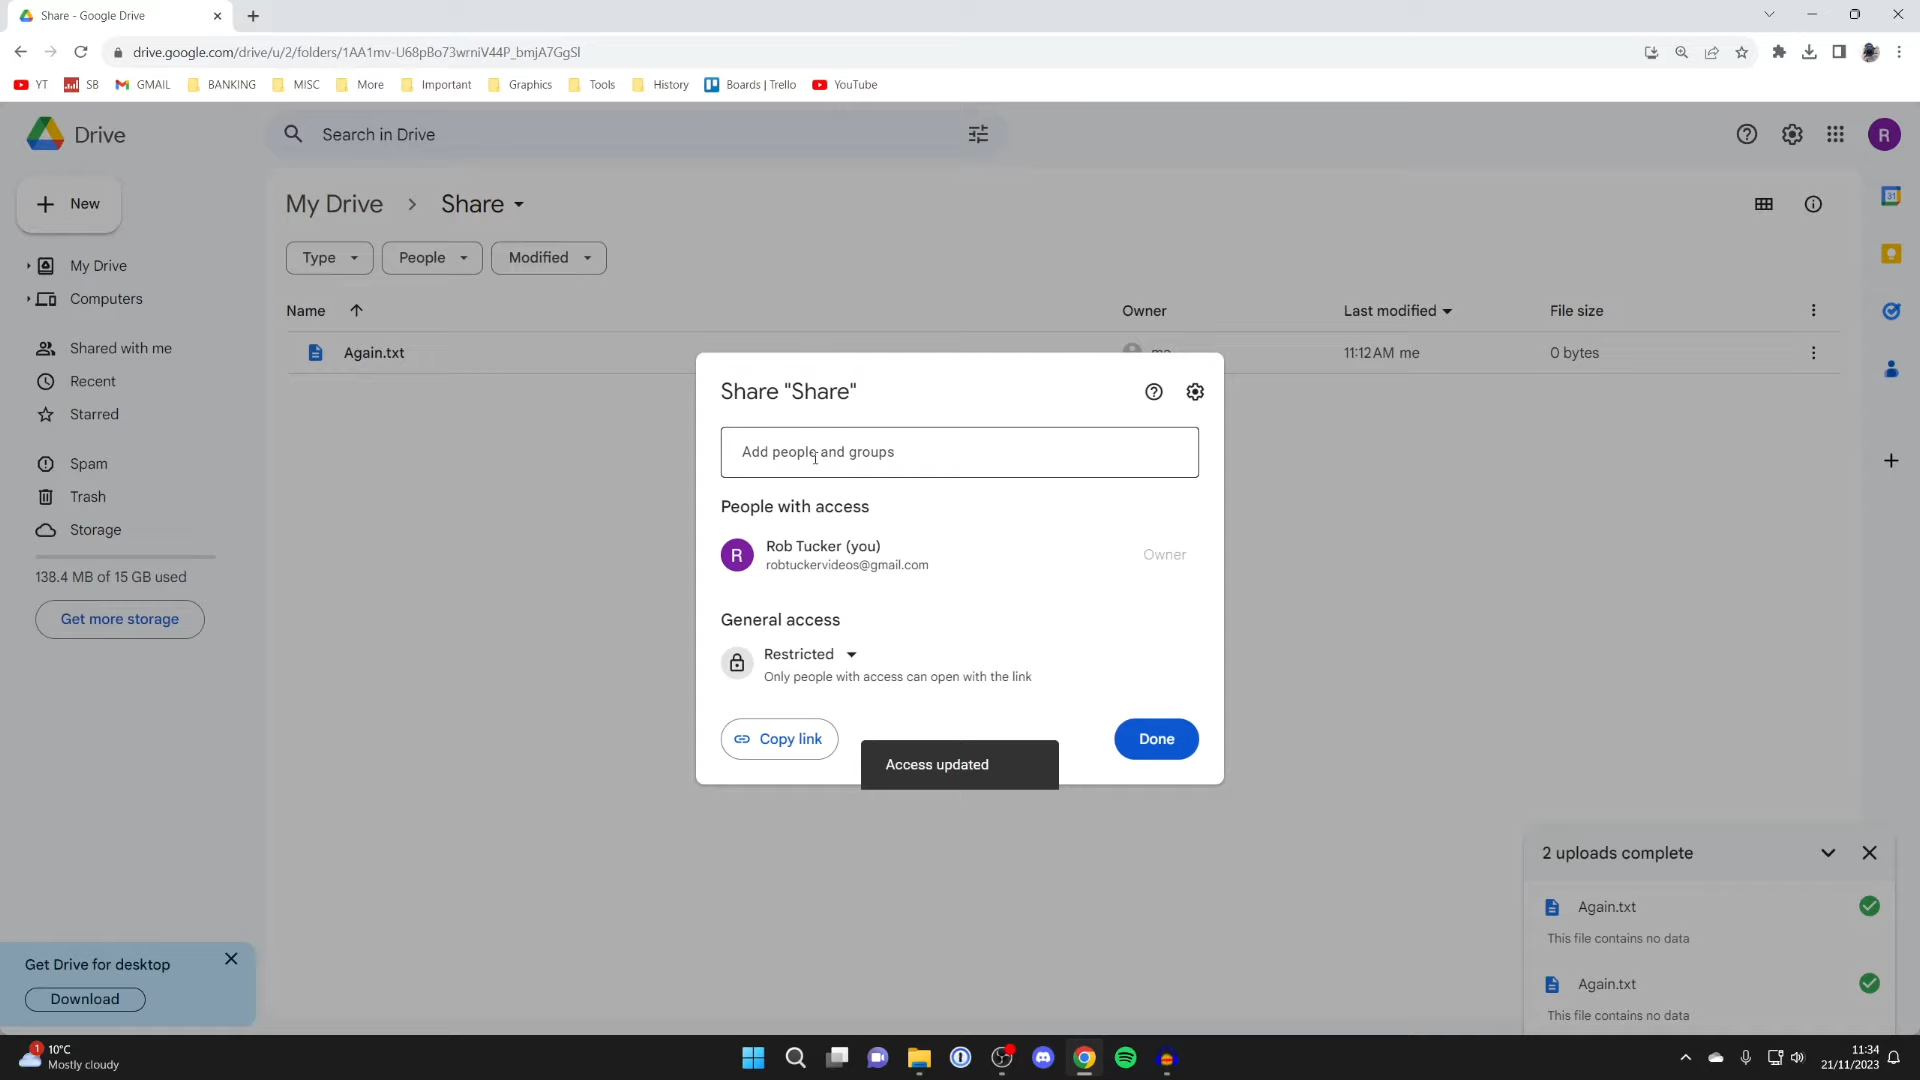 Share - Google Drive
drive.google.com/drive/u/2/folders/1AA1mv-U68pBo73wrniV44P_bmjA7GgSl
YT
SB
GMAIL
BANKING
MISC
More
Important
Graphics
Tools
History
Boards | Trello
YouTube
Drive
Search in Drive
R
New
My Drive
Share
31
Type
People
Modified
My Drive
Computers
Name
Owner
Last modified
File size
Shared with me
Again.txt
11:12 AM me
0 bytes
Recent
Starred
Share "Share"
Add people and groups
Spam
Trash
Storage
People with access
R
Rob Tucker (you)
robtuckervideos@gmail.com
Owner
138.4 MB of 15 GB used
Get more storage
General access
Restricted
Only people with access can open with the link
Copy link
Done
Access updated
2 uploads complete
Again.txt
This file contains no data
Again.txt
This file contains no data
Get Drive for desktop
Download
1
10°C
Mostly cloudy
11:34
21/11/2023